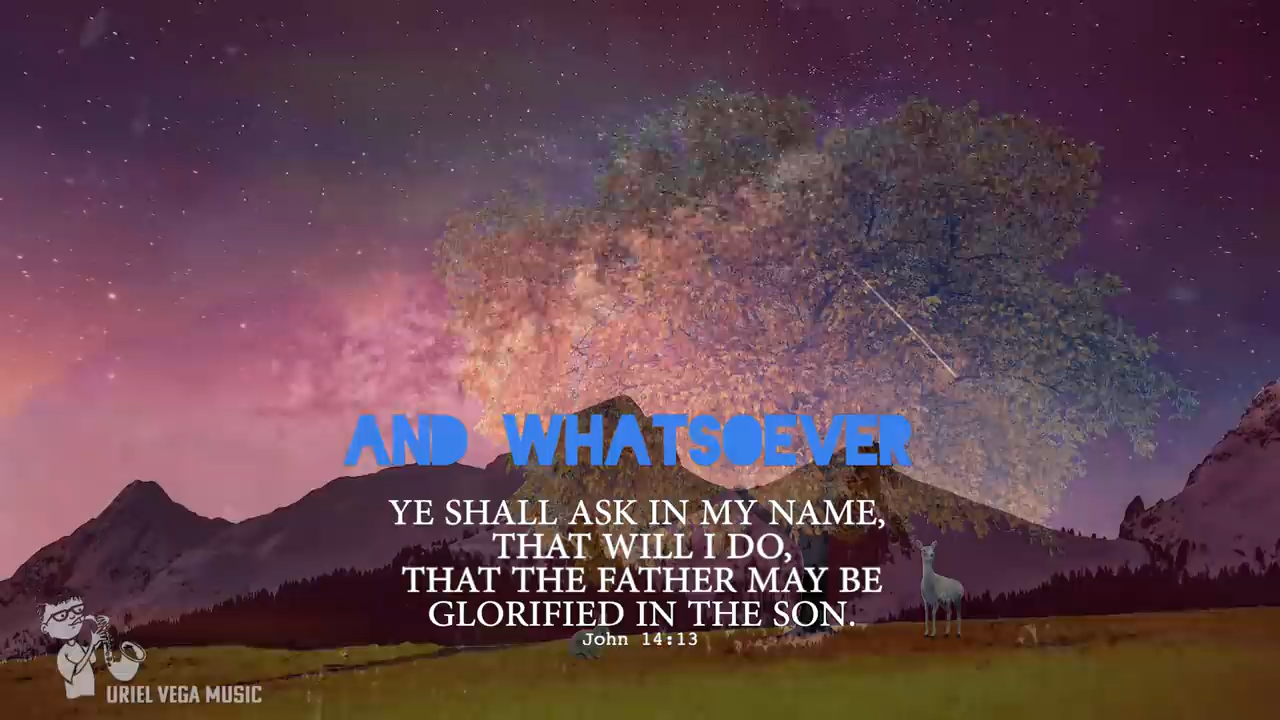 AND WHATSOEVER
YE SHALL ASK IN MY NAME,
THAT WILL I DO,
THAT THE FATHER MAY BE
GLORIFIED IN THE SON.
John 14:13
URIEL VEGA MUSIC